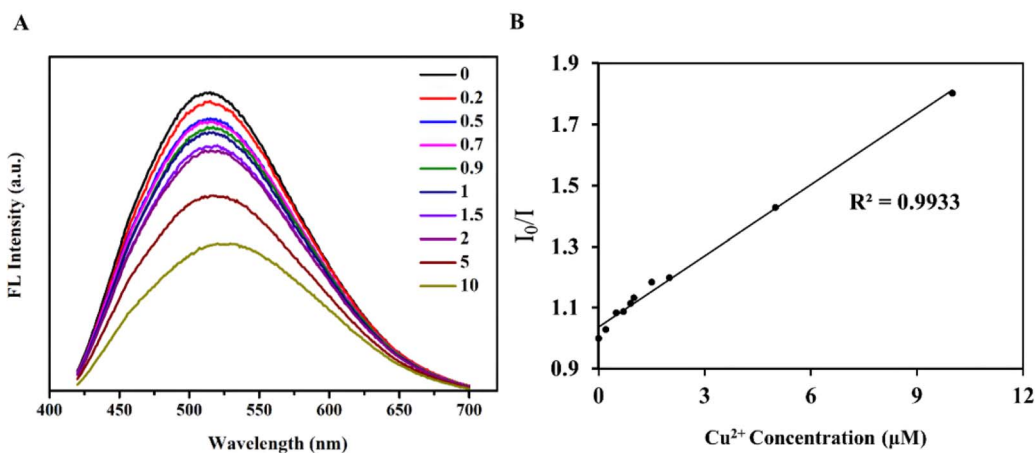 A
0
0.2
0.5
0.7
0.9
1
1.5
2
5
10
FL Intensity (a.u.)
400 450 500 550 600 650 700
Wavelength (nm)
B
1.9
1.7
1.5
1.3
1.1
0.9
I₀/I
R² = 0.9933
0 3 6 9 12
Cu²⁺ Concentration (µM)